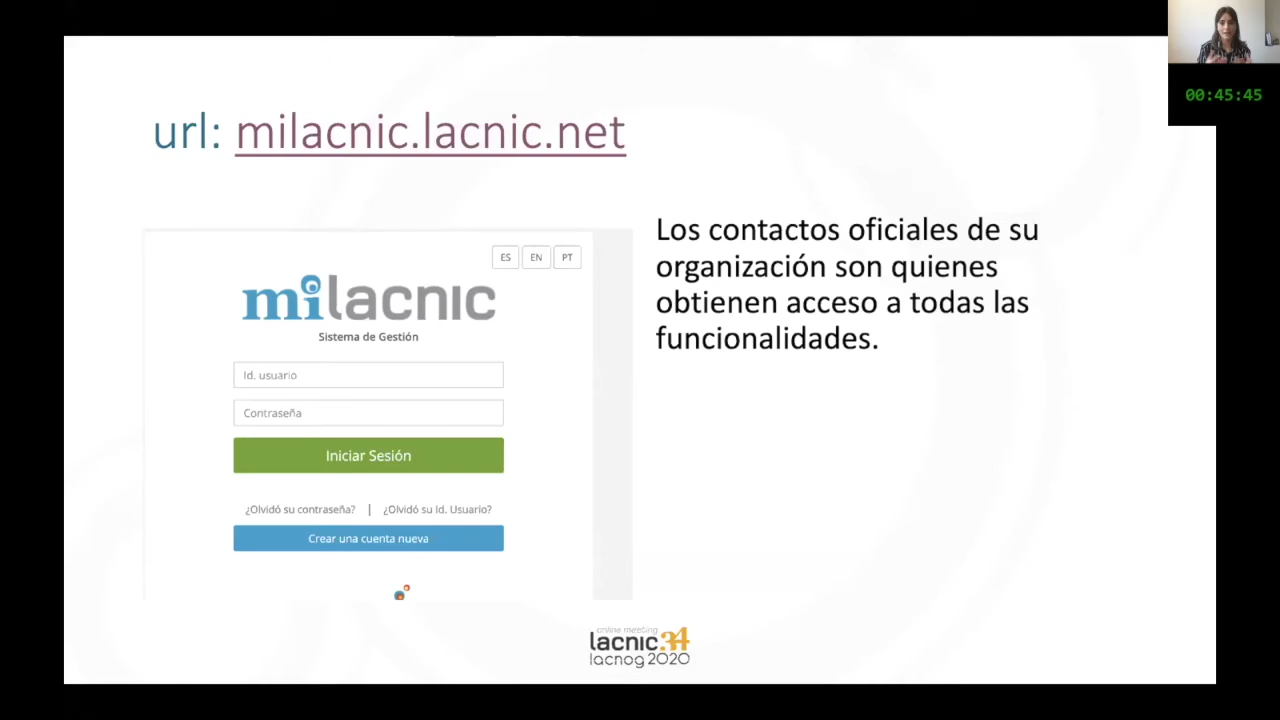 00:45:45
url: milacnic.lacnic.net
ES EN PT
milacnic
Sistema de Gestión
Id. usuario
Contraseña
Iniciar Sesión
¿Olvidó su contraseña? | ¿Olvidó su Id. Usuario?
Crear una cuenta nueva
Los contactos oficiales de su
organización son quienes
obtienen acceso a todas las
funcionalidades.
online meeting
lacnic34
lacnog2020